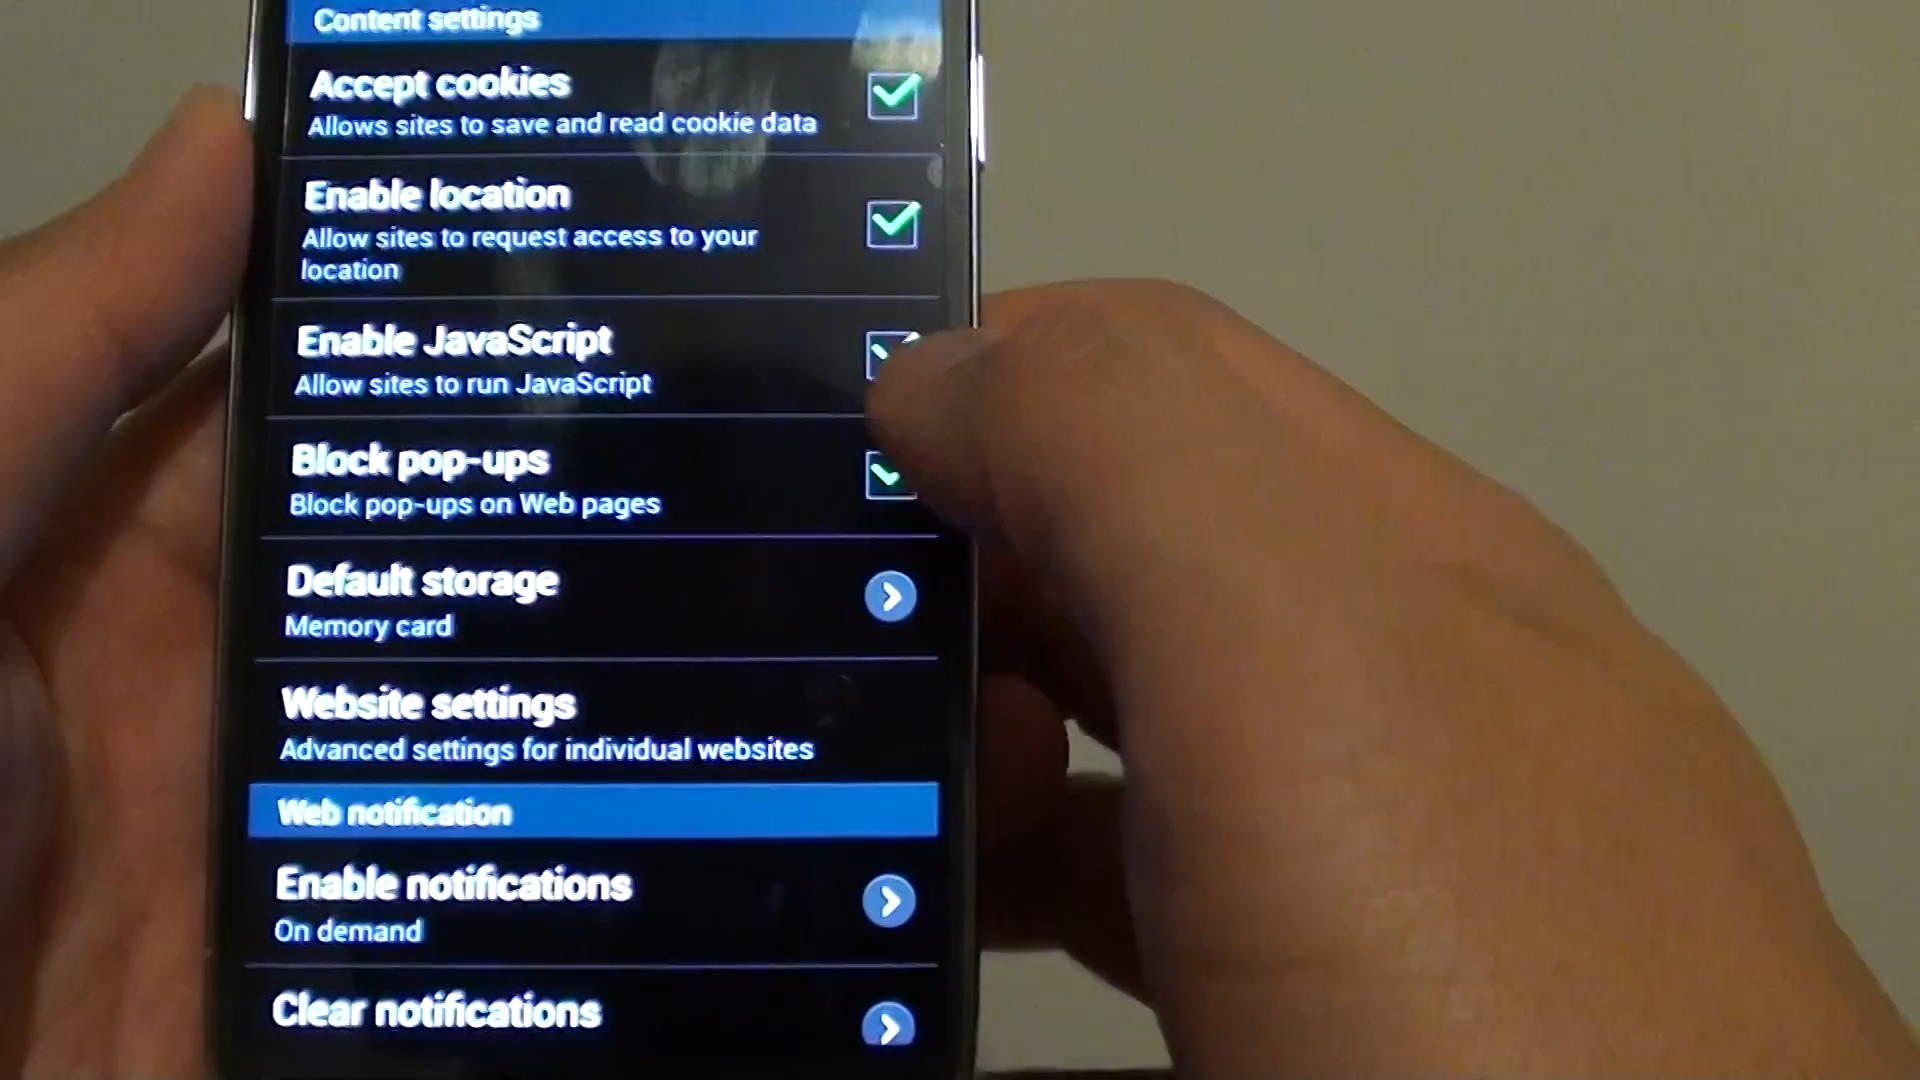 Content settings
Accept cookies
Allows sites to save and read cookie data
Enable location
Allow sites to request access to your
location
Enable JavaScript
Allow sites to run JavaScript
Block pop-ups
Block pop-ups on Web pages
Default storage
Memory card
Website settings
Advanced settings for individual websites
Web notification
Enable notifications
On demand
Clear notifications